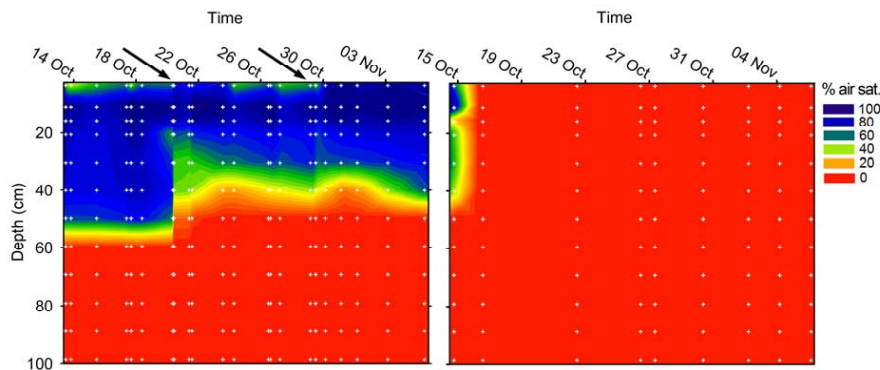 Time
Time
14 Oct 18 Oct 22 Oct 26 Oct 30 Oct 03 Nov
15 Oct 19 Oct 23 Oct 27 Oct 31 Oct 04 Nov
% air sat.
100
80
60
40
20
0
Depth (cm)
20
40
60
80
100